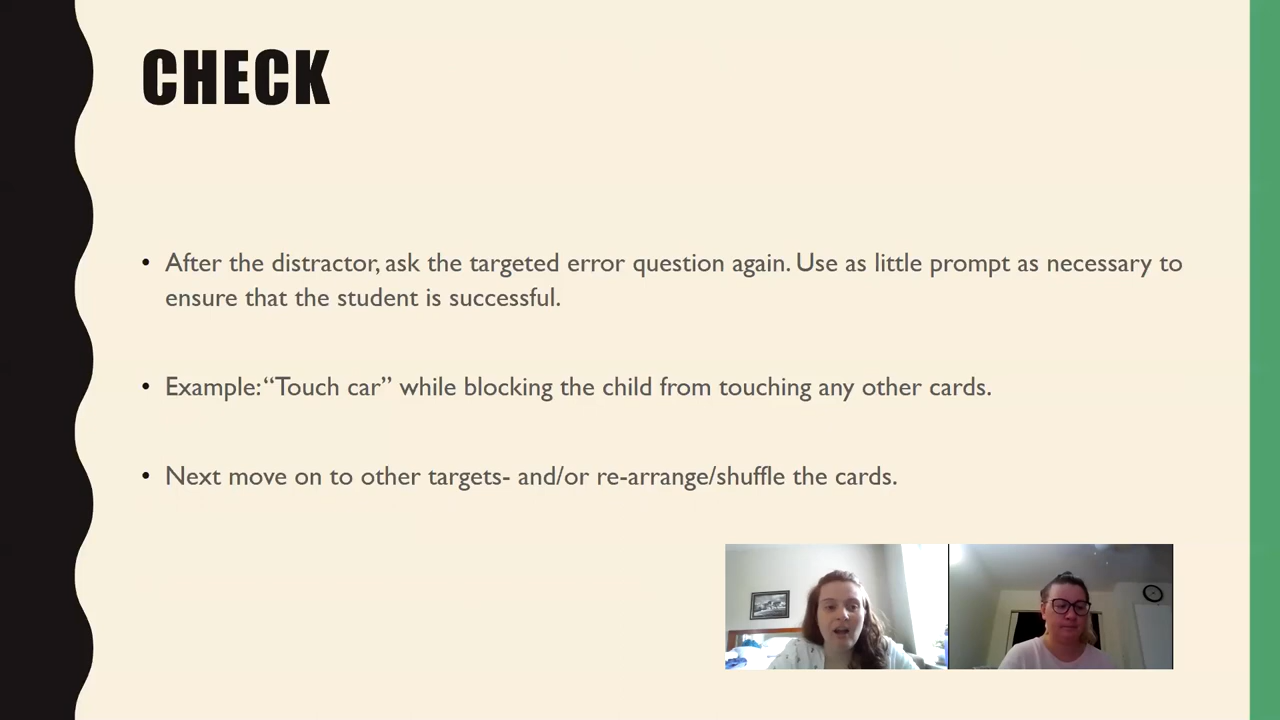 CHECK
• After the distractor, ask the targeted error question again. Use as little prompt as necessary to
ensure that the student is successful.
• Example: “Touch car” while blocking the child from touching any other cards.
• Next move on to other targets- and/or re-arrange/shuffle the cards.